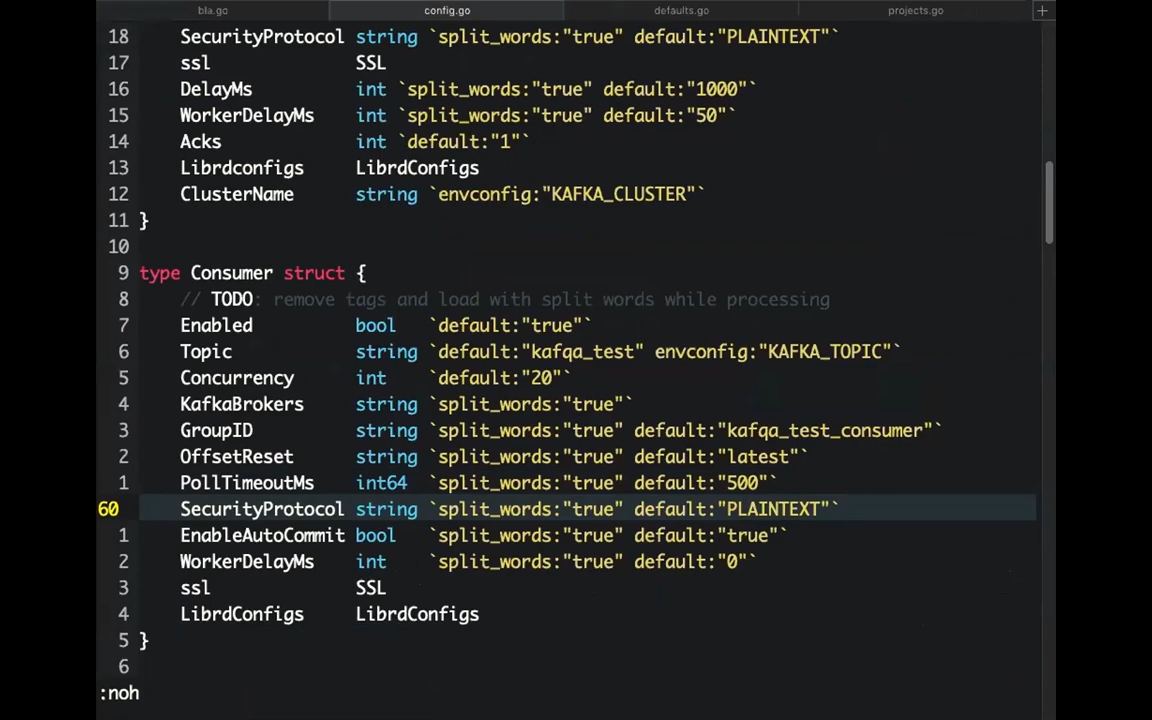 bla.go config.go defaults.go projects.go +
18 SecurityProtocol string `split_words:"true" default:"PLAINTEXT"`
17 ssl SSL
16 DelayMs int `split_words:"true" default:"1000"`
15 WorkerDelayMs int `split_words:"true" default:"50"`
14 Acks int `default:"1"`
13 Librdconfigs LibrdConfigs
12 ClusterName string `envconfig:"KAFKA_CLUSTER"`
11 }
10
9 type Consumer struct {
8 // TODO: remove tags and load with split words while processing
7 Enabled bool `default:"true"`
6 Topic string `default:"kafqa_test" envconfig:"KAFKA_TOPIC"`
5 Concurrency int `default:"20"`
4 KafkaBrokers string `split_words:"true"`
3 GroupID string `split_words:"true" default:"kafqa_test_consumer"`
2 OffsetReset string `split_words:"true" default:"latest"`
1 PollTimeoutMs int64 `split_words:"true" default:"500"`
60 SecurityProtocol string `split_words:"true" default:"PLAINTEXT"`
1 EnableAutoCommit bool `split_words:"true" default:"true"`
2 WorkerDelayMs int `split_words:"true" default:"0"`
3 ssl SSL
4 LibrdConfigs LibrdConfigs
5 }
6
:noh